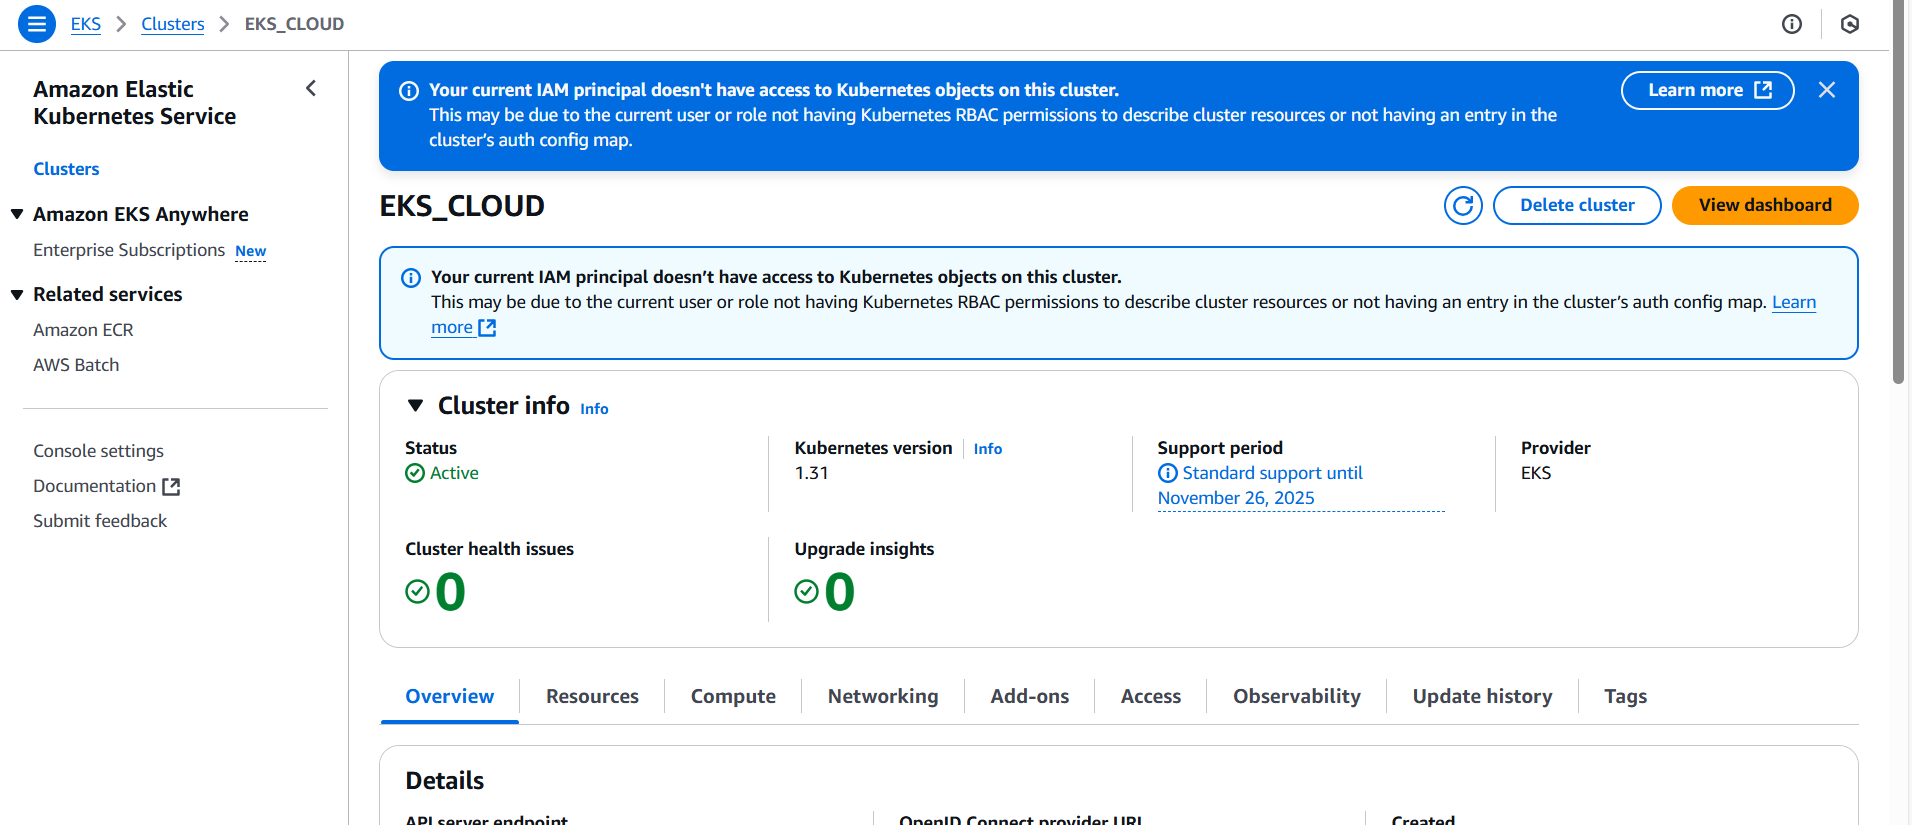 EKS > Clusters > EKS_CLOUD
Amazon Elastic
Kubernetes Service
Clusters
Amazon EKS Anywhere
Enterprise Subscriptions New
Related services
Amazon ECR
AWS Batch
Console settings
Documentation
Submit feedback
Your current IAM principal doesn't have access to Kubernetes objects on this cluster.
This may be due to the current user or role not having Kubernetes RBAC permissions to describe cluster resources or not having an entry in the
cluster's auth config map.
Learn more
EKS_CLOUD
Delete cluster
View dashboard
Your current IAM principal doesn’t have access to Kubernetes objects on this cluster.
This may be due to the current user or role not having Kubernetes RBAC permissions to describe cluster resources or not having an entry in the cluster’s auth config map. Learn
more
Cluster info Info
Status
Active
Kubernetes version Info
1.31
Support period
Standard support until
November 26, 2025
Provider
EKS
Cluster health issues
0
Upgrade insights
0
Overview
Resources
Compute
Networking
Add-ons
Access
Observability
Update history
Tags
Details
API server endpoint
OpenID Connect provider URL
Created